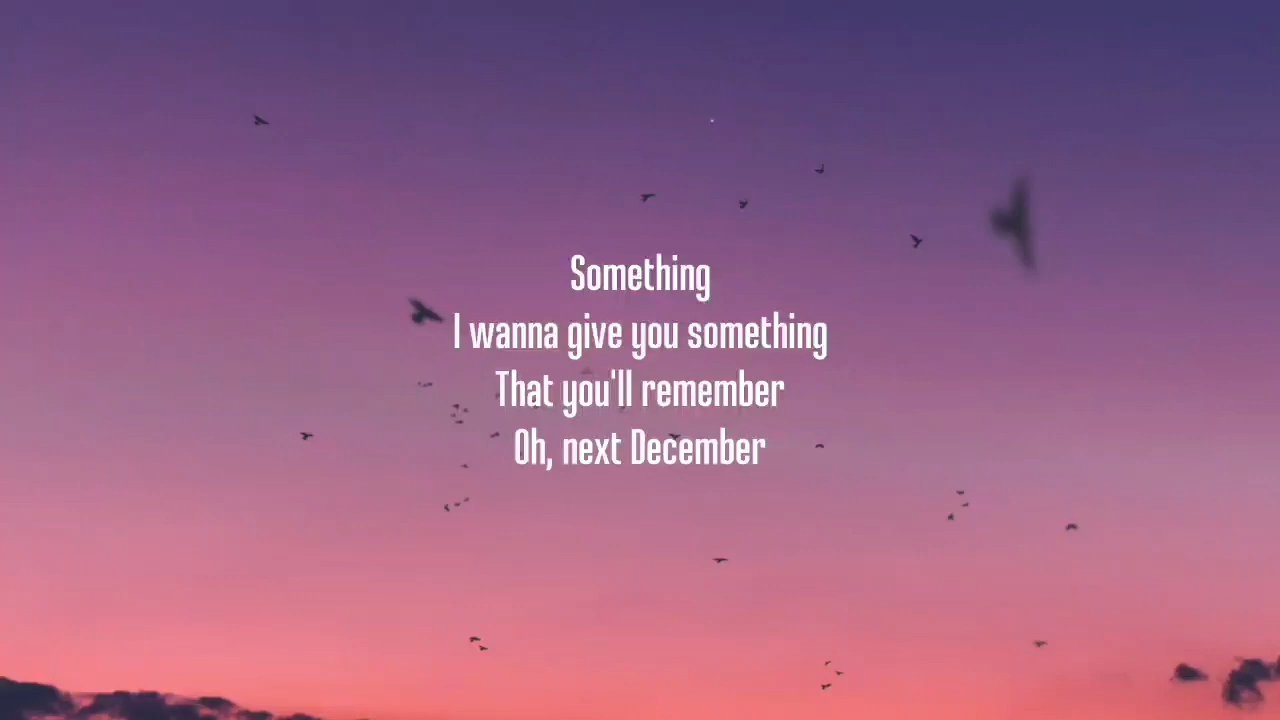 Something
I wanna give you something
That you'll remember
Oh, next December